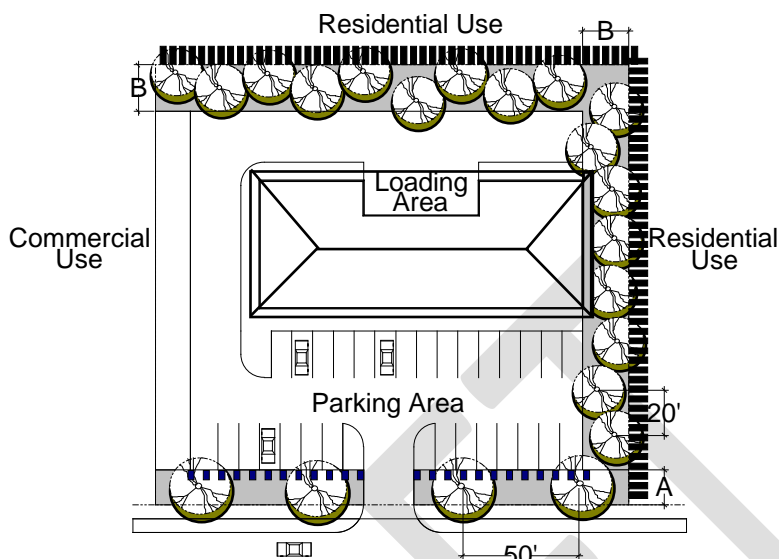 Residential Use
B
B
Loading
Area
Commercial
Use
Residential
Use
Parking Area
20'
A
50'